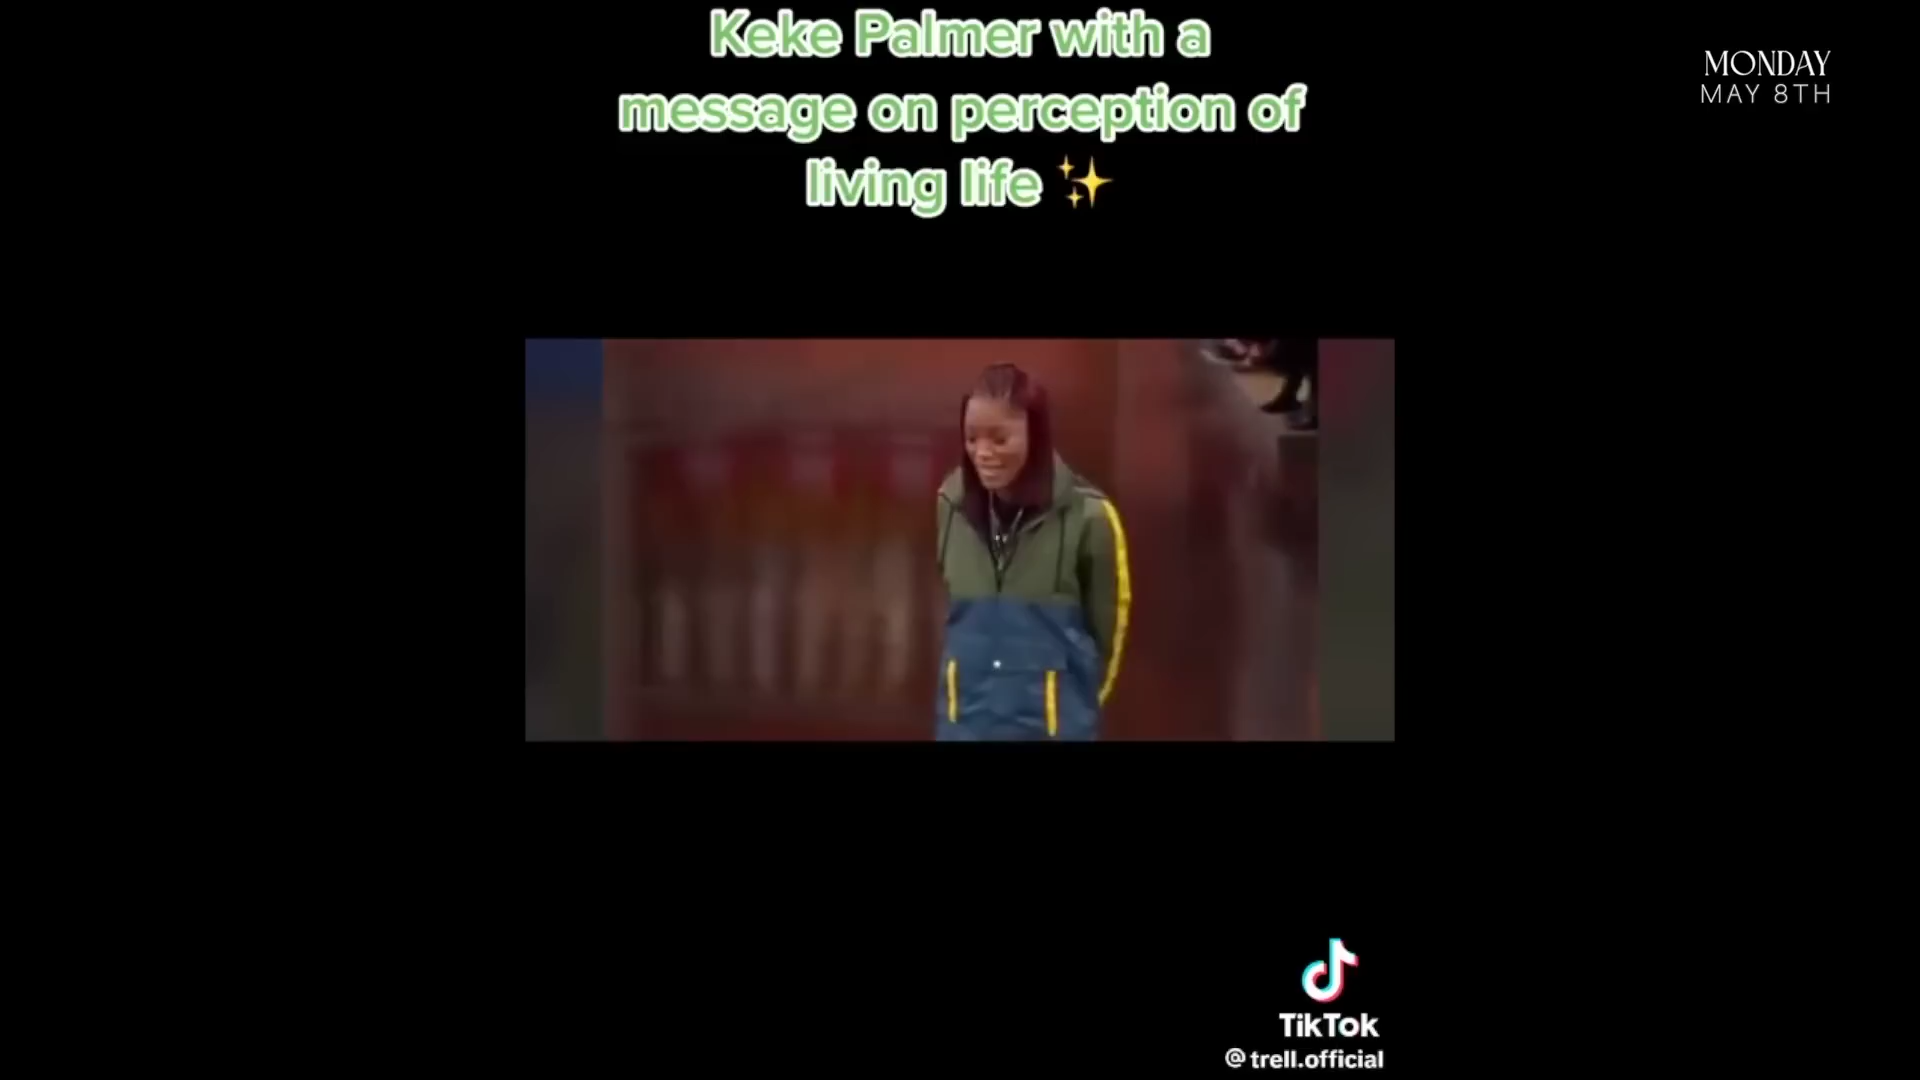 Keke Palmer with a
message on perception of
living life ✨
MONDAY
MAY 8TH
TikTok
@trell.official